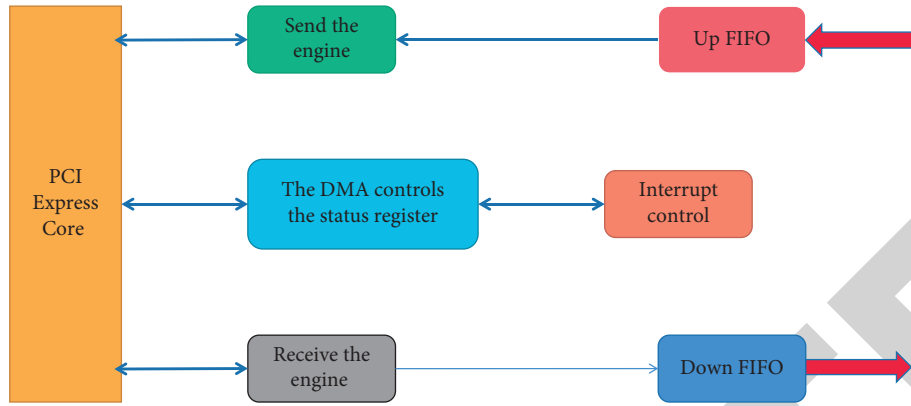 Send the
engine
Up FIFO
PCI
Express
Core
The DMA controls
the status register
Interrupt
control
Receive the
engine
Down FIFO